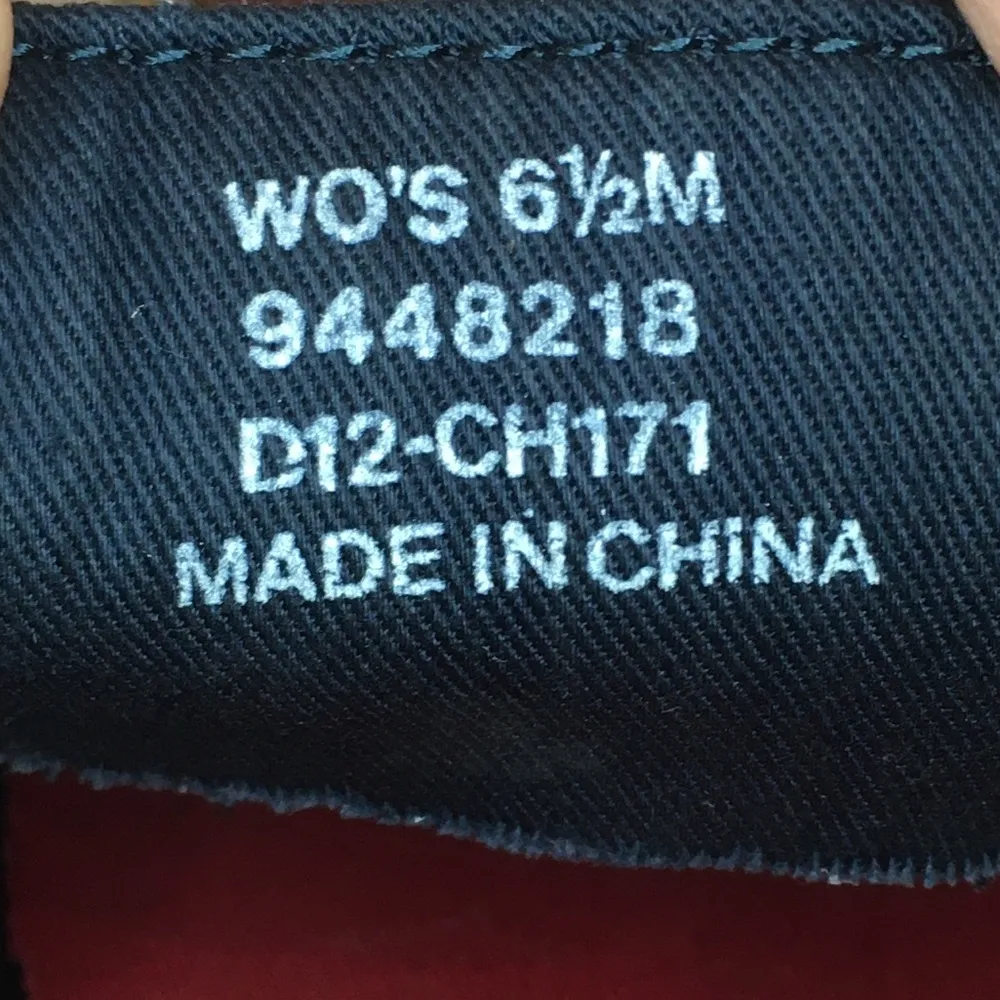 WO'S 6½M
9448218
D12-CH171
MADE IN CHINA